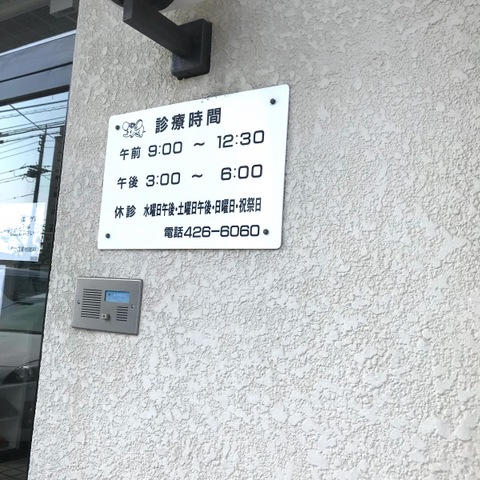 診療時間
午前 9:00 ～ 12:30
午後 3:00 ～ 6:00
休診 水曜日午後・土曜日午後・日曜日・祝祭日
電話426-6060